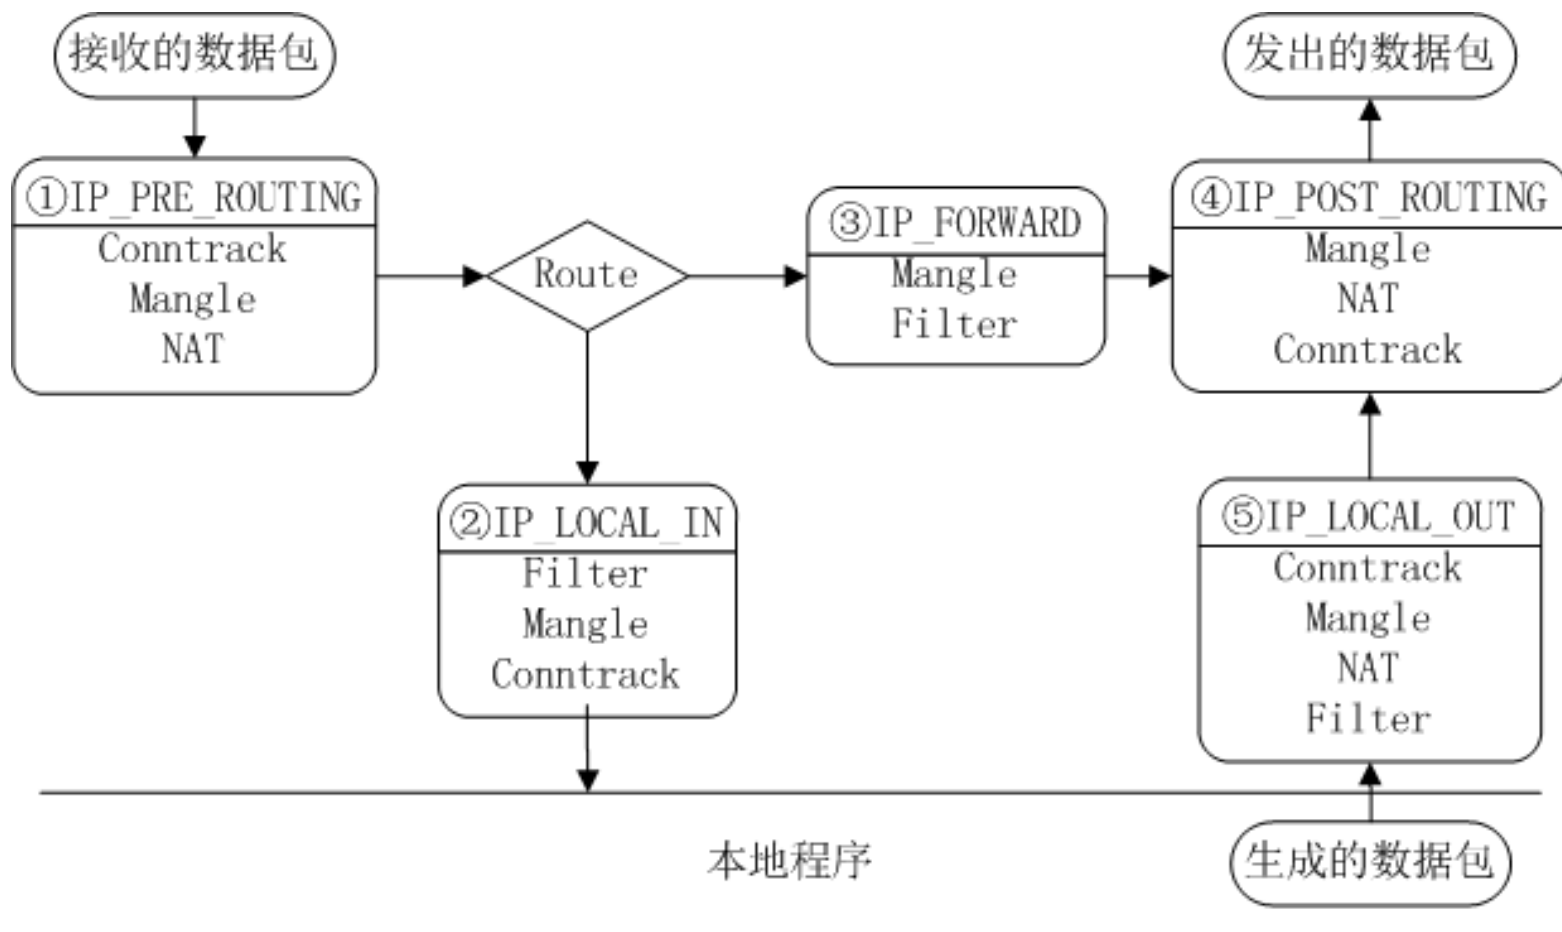 接收的数据包
发出的数据包
①IP_PRE_ROUTING
Conntrack
Mangle
NAT
Route
③IP_FORWARD
Mangle
Filter
④IP_POST_ROUTING
Mangle
NAT
Conntrack
②IP_LOCAL_IN
Filter
Mangle
Conntrack
⑤IP_LOCAL_OUT
Conntrack
Mangle
NAT
Filter
本地程序
生成的数据包